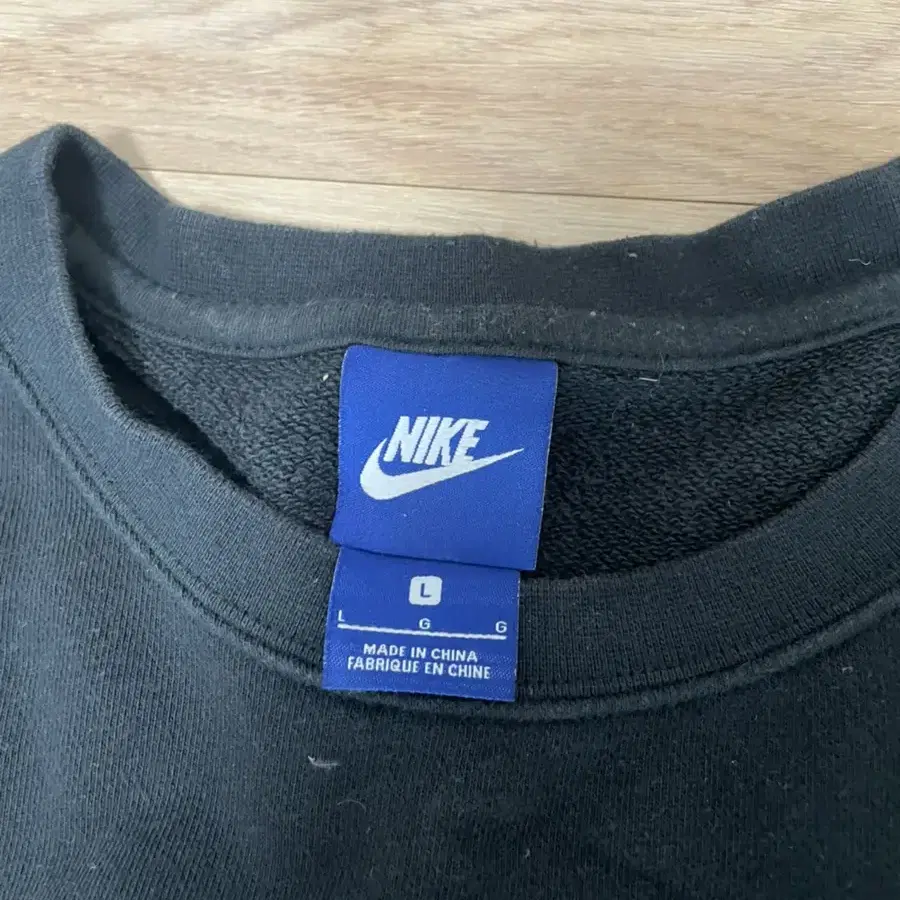 NIKE
L
L G G
MADE IN CHINA
FABRIQUE EN CHINE